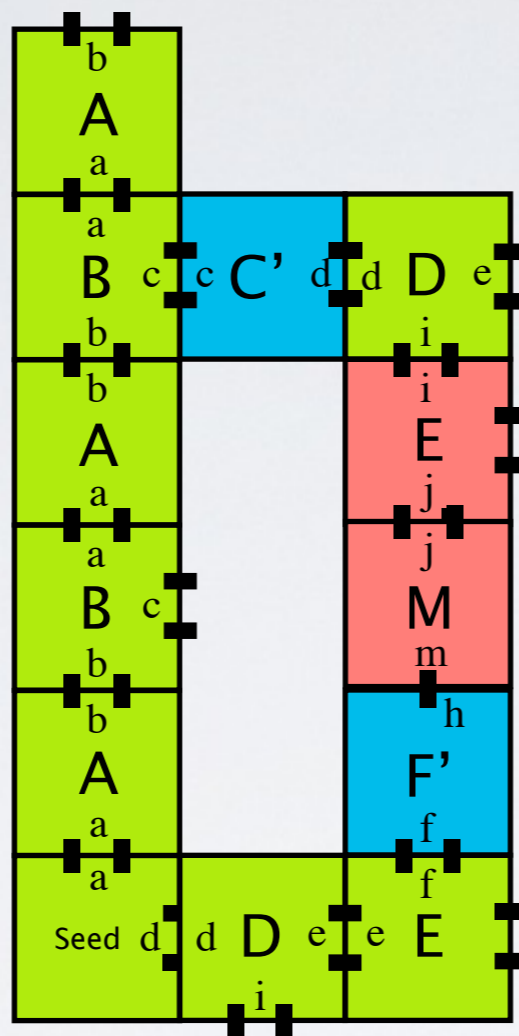 b
A
a
a
B c c C’ d d D e
b i
b i
A E
a j
a j
B c M
b m
b h
A F’
a f
a f
Seed d d D e e E
i